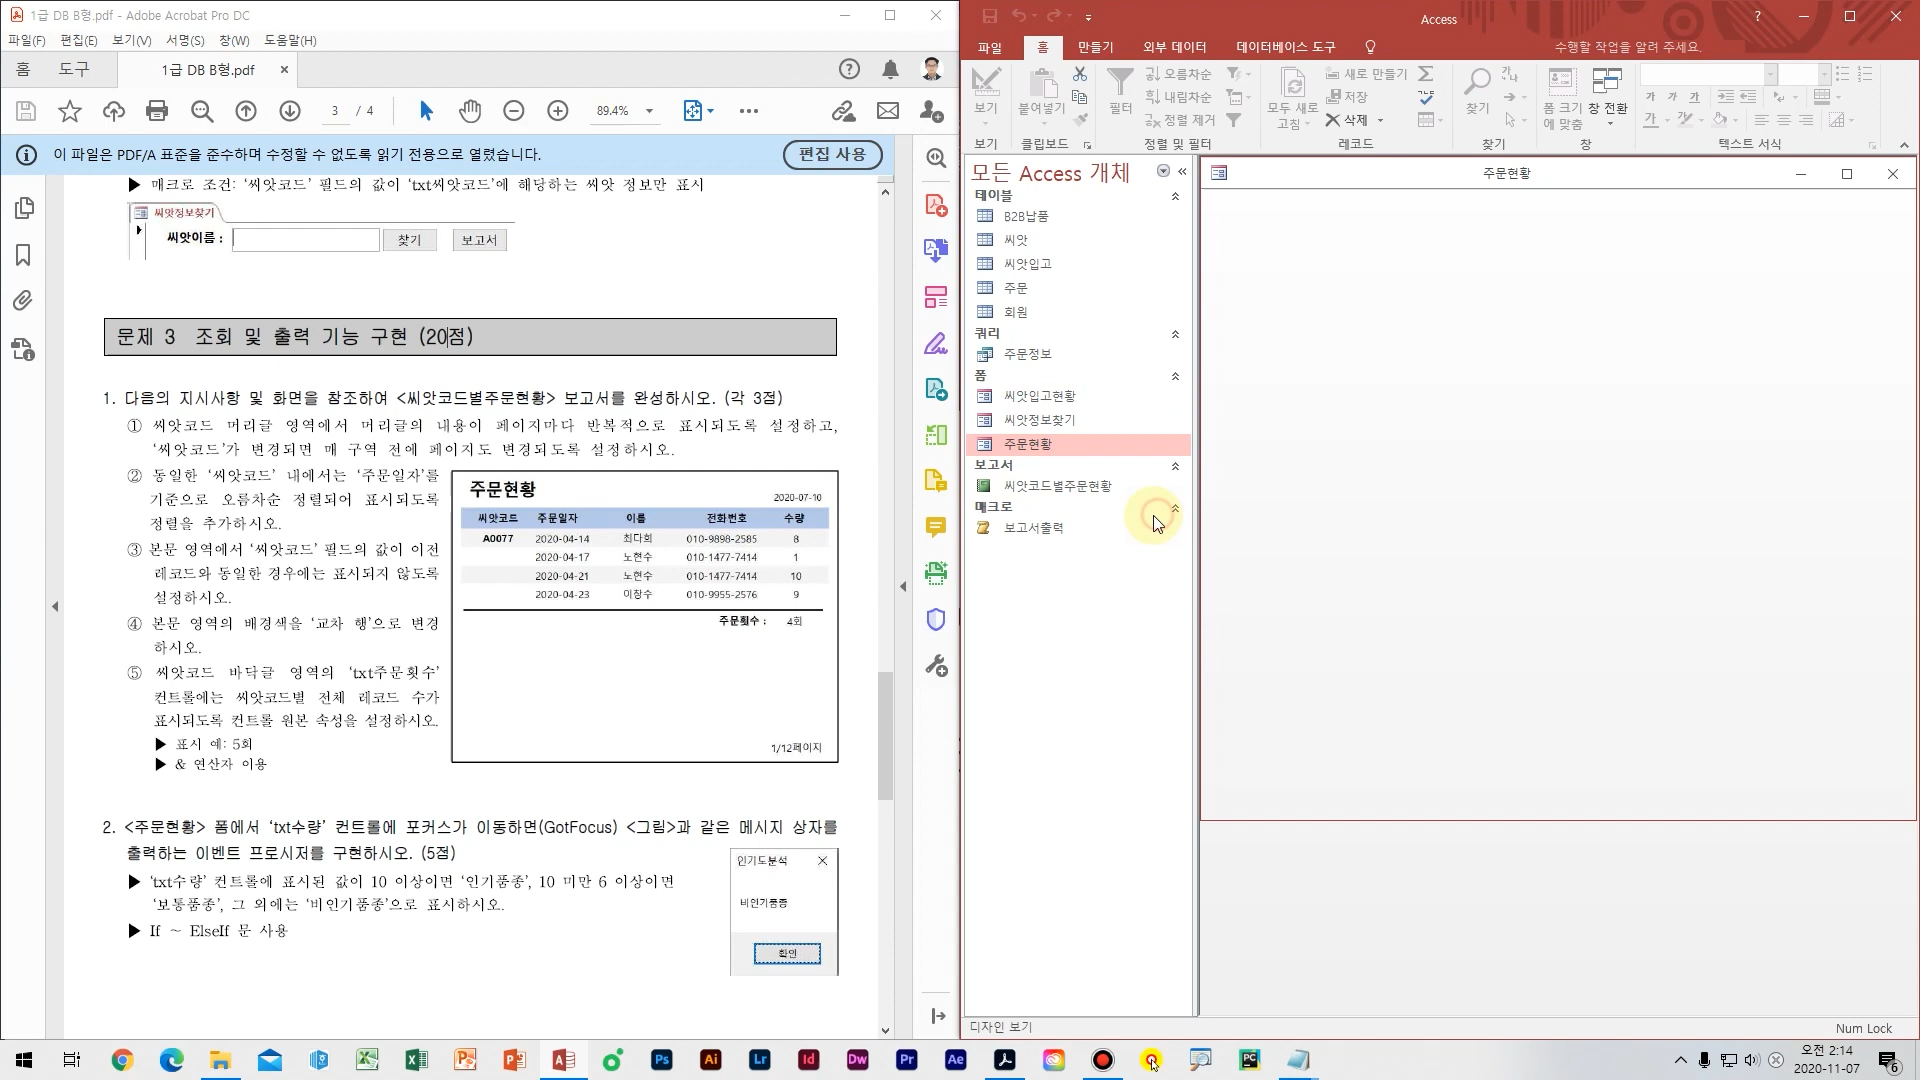 1급 DB B형.pdf - Adobe Acrobat Pro DC
파일(F) 편집(E) 보기(V) 서명(S) 창(W) 도움말(H)
홈 도구 1급 DB B형.pdf ×
3 / 4 89.4%
이 파일은 PDF/A 표준을 준수하며 수정할 수 없도록 읽기 전용으로 열렸습니다. 편집 사용
▶ 매크로 조건: ‘씨앗코드’ 필드의 값이 ‘txt씨앗코드’에 해당하는 씨앗 정보만 표시
씨앗정보찾기
씨앗이름 : 찾기 보고서
문제 3 조회 및 출력 기능 구현 (20점)
1. 다음의 지시사항 및 화면을 참조하여 <씨앗코드별주문현황> 보고서를 완성하시오. (각 3점)
① 씨앗코드 머리글 영역에서 머리글의 내용이 페이지마다 반복적으로 표시되도록 설정하고,
‘씨앗코드’가 변경되면 매 구역 전에 페이지도 변경되도록 설정하시오.
② 동일한 ‘씨앗코드’ 내에서는 ‘주문일자’를
기준으로 오름차순 정렬되어 표시되도록
정렬을 추가하시오.
③ 본문 영역에서 ‘씨앗코드’ 필드의 값이 이전
레코드와 동일한 경우에는 표시되지 않도록
설정하시오.
④ 본문 영역의 배경색을 ‘교차 행’으로 변경
하시오.
⑤ 씨앗코드 바닥글 영역의 ‘txt주문횟수’
컨트롤에는 씨앗코드별 전체 레코드 수가
표시되도록 컨트롤 원본 속성을 설정하시오.
▶ 표시 예: 5회
▶ & 연산자 이용
주문현황
2020-07-10
씨앗코드 주문일자 이름 전화번호 수량
A0077 2020-04-14 최다희 010-9898-2585 8
2020-04-17 노현수 010-1477-7414 1
2020-04-21 노현수 010-1477-7414 10
2020-04-23 이창수 010-9955-2576 9
주문횟수 : 4회
1/12페이지
2. <주문현황> 폼에서 ‘txt수량’ 컨트롤에 포커스가 이동하면(GotFocus) <그림>과 같은 메시지 상자를
출력하는 이벤트 프로시저를 구현하시오. (5점)
▶ ‘txt수량’ 컨트롤에 표시된 값이 10 이상이면 ‘인기품종’, 10 미만 6 이상이면
‘보통품종’, 그 외에는 ‘비인기품종’으로 표시하시오.
▶ If ~ ElseIf 문 사용
인기도분석
비인기품종
확인
Access
파일 홈 만들기 외부 데이터 데이터베이스 도구 수행할 작업을 알려 주세요.
보기
보기
붙여넣기
클립보드
필터
오름차순
내림차순
정렬 제거
정렬 및 필터
모두 새로
고침
새로 만들기
저장
삭제
레코드
찾기
찾기
폼 크기
에 맞춤
창 전환
창
가 가 가
가
텍스트 서식
모든 Access 개체
테이블
B2B납품
씨앗
씨앗입고
주문
회원
쿼리
주문정보
폼
씨앗입고현황
씨앗정보찾기
주문현황
보고서
씨앗코드별주문현황
매크로
보고서출력
주문현황
디자인 보기
Num Lock
Ps Ai Lr Id Dw Pr Ae PC
오전 2:14
2020-11-07
6